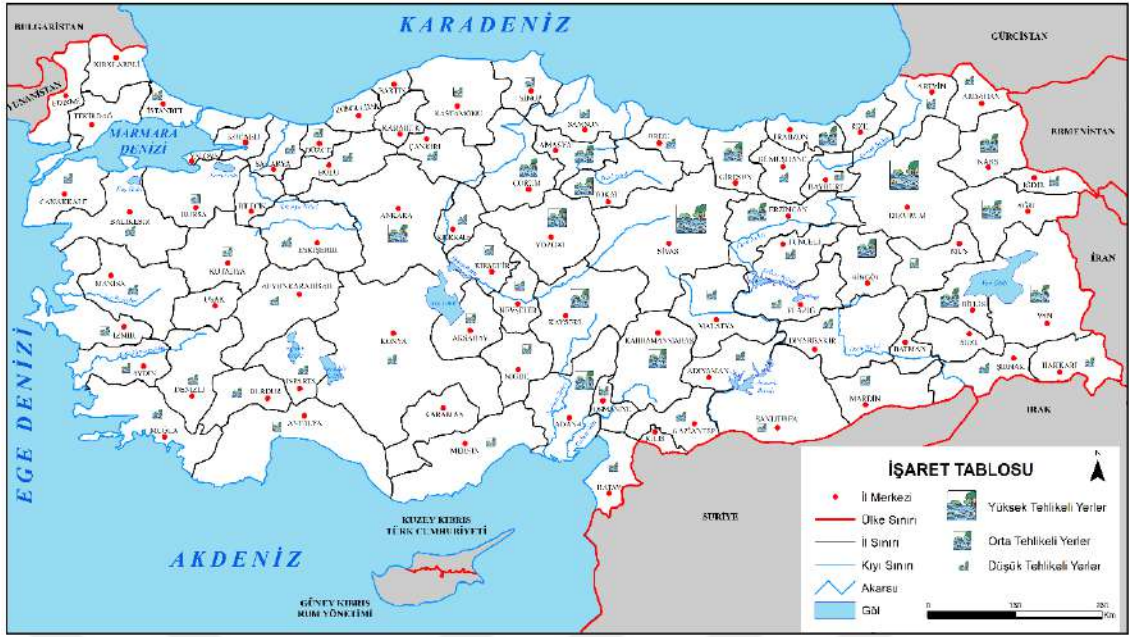 KARADENİZ
BULGARİSTAN
GÜRCİSTAN
YUNANİSTAN
ERMENİSTAN
İRAN
IRAK
SURİYE
MARMARA
DENİZİ
EGE DENİZİ
AKDENİZ
KUZEY KIBRIS
TÜRK CUMHURİYETİ
GÜNEY KIBRIS
RUM YÖNETİMİ
KIRKLARELİ
EDİRNE
TEKİRDAĞ
İSTANBUL
KOCAELİ
YALOVA
SAKARYA
DÜZCE
BOLU
ZONGULDAK
BARTIN
KARABÜK
KASTAMONU
ÇANKIRI
SİNOP
SAMSUN
AMASYA
ÇORUM
TOKAT
ORDU
GİRESUN
TRABZON
GÜMÜŞHANE
BAYBURT
RİZE
ARTVİN
ARDAHAN
KARS
IĞDIR
AĞRI
ERZURUM
ERZİNCAN
TUNCELİ
BİNGÖL
MUŞ
BİTLİS
VAN
HAKKARİ
ŞIRNAK
SİİRT
BATMAN
MARDİN
DİYARBAKIR
ELAZIĞ
MALATYA
ADIYAMAN
ŞANLIURFA
GAZİANTEP
KİLİS
HATAY
OSMANİYE
KAHRAMANMARAŞ
ADANA
MERSİN
KARAMAN
NİĞDE
KAYSERİ
NEVŞEHİR
AKSARAY
KIRŞEHİR
KIRIKKALE
YOZGAT
SİVAS
ANKARA
KONYA
ESKİŞEHİR
BİLECİK
BURSA
BALIKESİR
ÇANAKKALE
KÜTAHYA
AFYONKARAHİSAR
UŞAK
MANİSA
İZMİR
AYDIN
DENİZLİ
MUĞLA
BURDUR
ISPARTA
ANTALYA
Van Gölü
Tuz Gölü
İŞARET TABLOSU
N
İl Merkezi
Ülke Sınırı
İl Sınırı
Kıyı Sınırı
Akarsu
Göl
Yüksek Tehlikeli Yerler
Orta Tehlikeli Yerler
Düşük Tehlikeli Yerler
0
Km